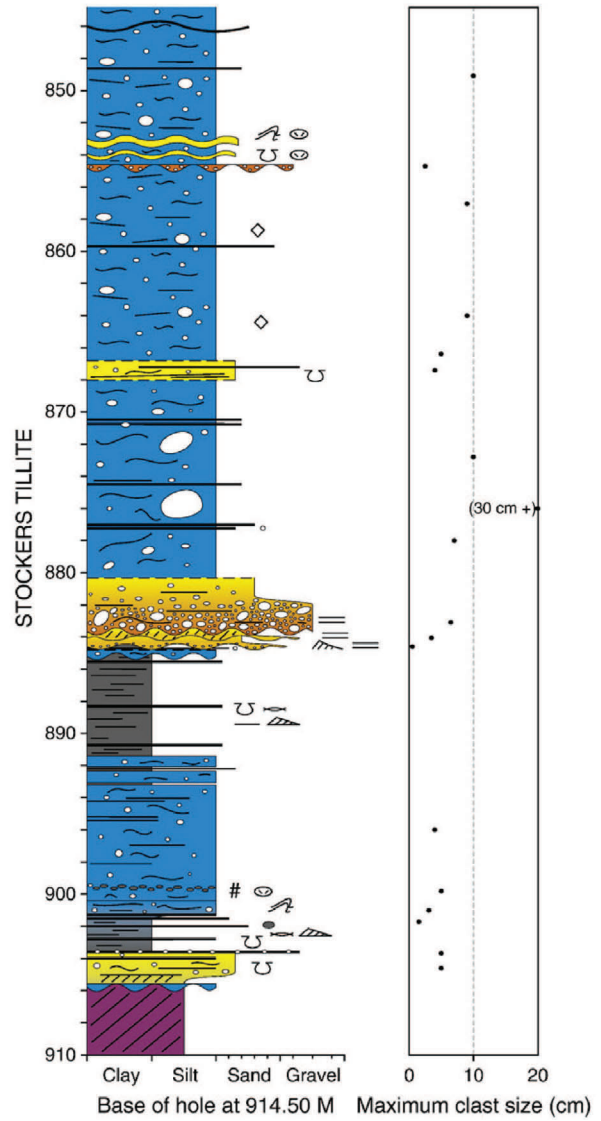 850
860
870
880
890
900
910
STOCKERS TILLITE
#
(30 cm +)
Clay Silt Sand Gravel
0 10 20
Base of hole at 914.50 M Maximum clast size (cm)